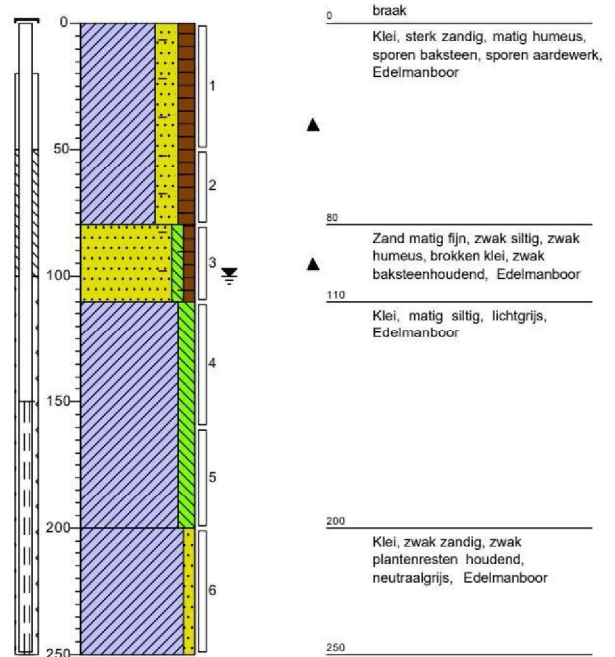 braak
0
0
Klei, sterk zandig, matig humeus,
sporen baksteen, sporen aardewerk,
Edelmanboor
1
50
2
80
Zand matig fijn, zwak siltig, zwak
humeus, brokken klei, zwak
baksteenhoudend, Edelmanboor
3
100
110
Klei, matig siltig, lichtgrijs,
Edelmanboor
4
150
5
200
200
Klei, zwak zandig, zwak
plantenresten houdend,
neutraalgrijs, Edelmanboor
6
250
250